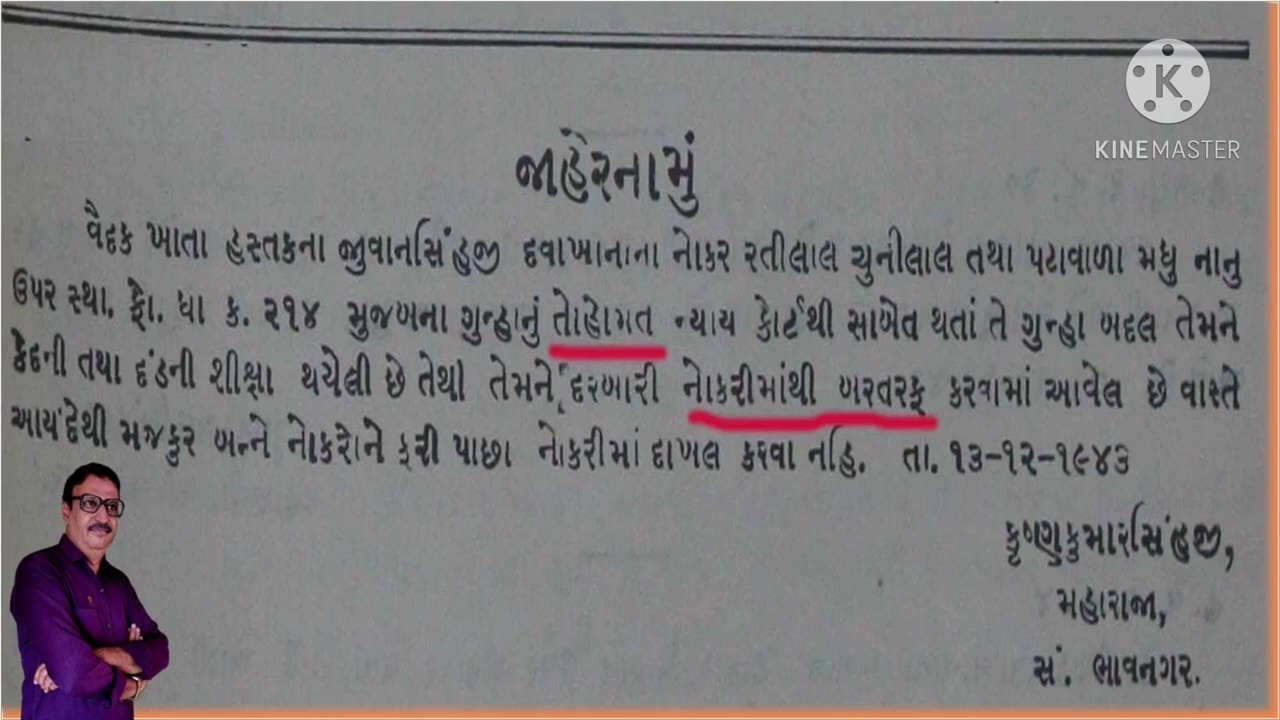 KINEMASTER
જાહેરનામું
વૈદક ખાતા હસ્તકના જુવાનસિંહજી દવાખાનાના નોકર રતીલાલ ચુનીલાલ તથા પટાવાળા મધુ નાનુ
ઉપર સ્થા. ફો. ધા ક. ૨૧૪ મુજબના ગુન્હાનું તોહોમત ન્યાય કોર્ટથી સાબેત થતાં તે ગુન્હા બદલ તેમને
કેદની તથા દંડની શીક્ષા થયેલી છે તેથી તેમને દરબારી નોકરીમાંથી બરતરફ કરવામાં આવેલ છે વાસ્તે
આયંદેથી મજકુર બન્ને નોકરોને ફરી પાછા નોકરીમાં દાખલ કરવા નહિ. તા. ૧૩-૧૨-૧૯૪૩
કૃષ્ણકુમારસિંહજી,
મહારાજા,
સં. ભાવનગર.